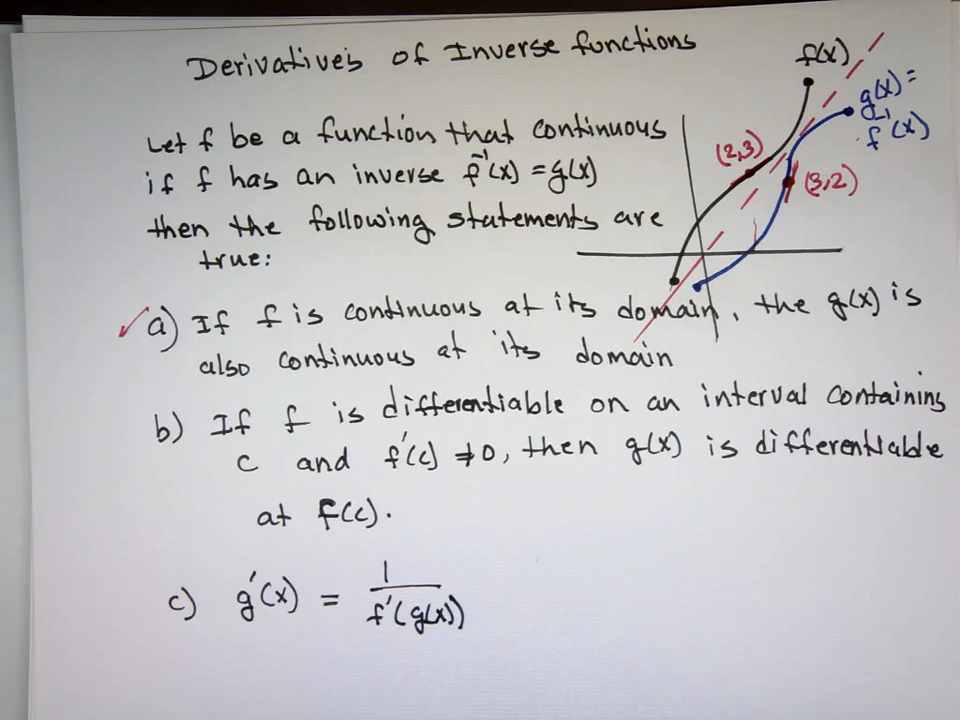 Derivatives of Inverse functions
f(x)
g(x) =
f⁻¹(x)
(2,3)
(3,2)
Let f be a function that continuous
if f has an inverse f⁻¹(x) = g(x)
then the following statements are
true:
✓ a) If f is continuous at its domain, the g(x) is
also continuous at its domain
b) If f is differentiable on an interval containing
c and f'(c) ≠ 0, then g(x) is differentiable
at f(c).
c) g'(x) = 1 / f'(g(x))